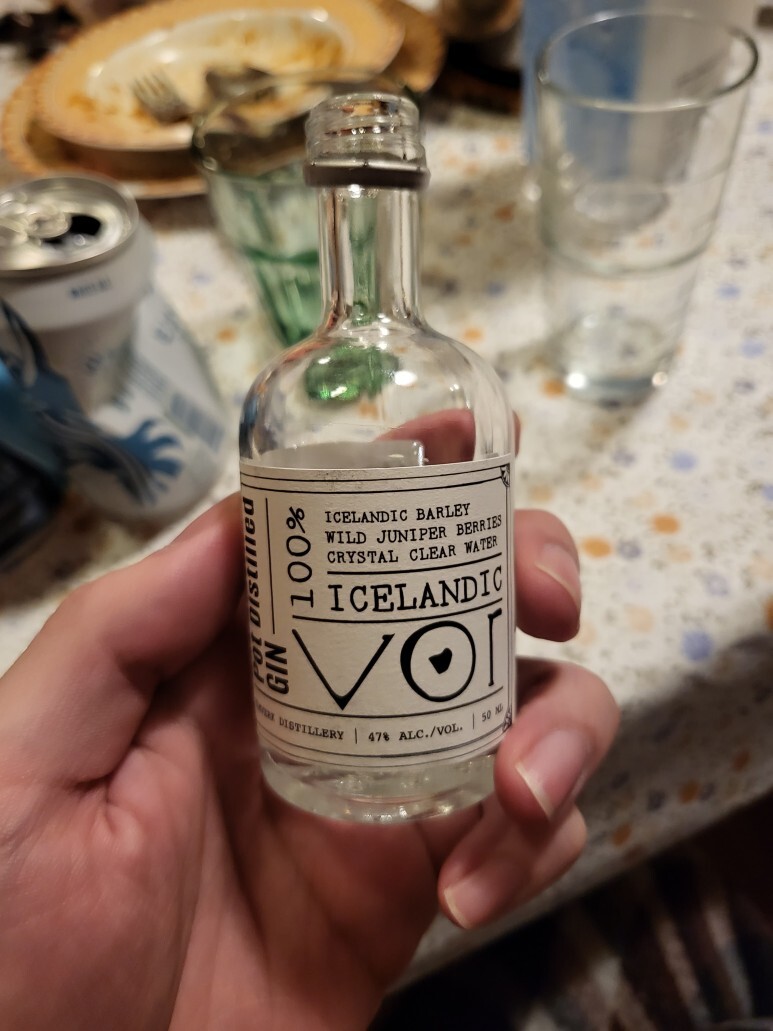 Pot Distilled
GIN
100%
ICELANDIC BARLEY
WILD JUNIPER BERRIES
CRYSTAL CLEAR WATER
ICELANDIC
vor
DISTILLERY | 47% ALC./VOL. | 50 ML